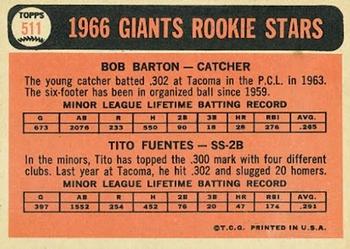 TOPPS
511
1966 GIANTS ROOKIE STARS
BOB BARTON — CATCHER
The young catcher batted .302 at Tacoma in the P.C.L. in 1963.
The six-footer has been in organized ball since 1959.
MINOR LEAGUE LIFETIME BATTING RECORD
G AB R H 2B 3B HR RBI AVG.
673 2076 233 550 90 18 28 276 .265
TITO FUENTES — SS-2B
In the minors, Tito has topped the .300 mark with four different
clubs. Last year at Tacoma, he hit .302 and slugged 20 homers.
MINOR LEAGUE LIFETIME BATTING RECORD
G AB R H 2B 3B HR RBI AVG.
397 1552 254 452 76 20 41 174 .291
©T.C.G. PRINTED IN U.S.A.